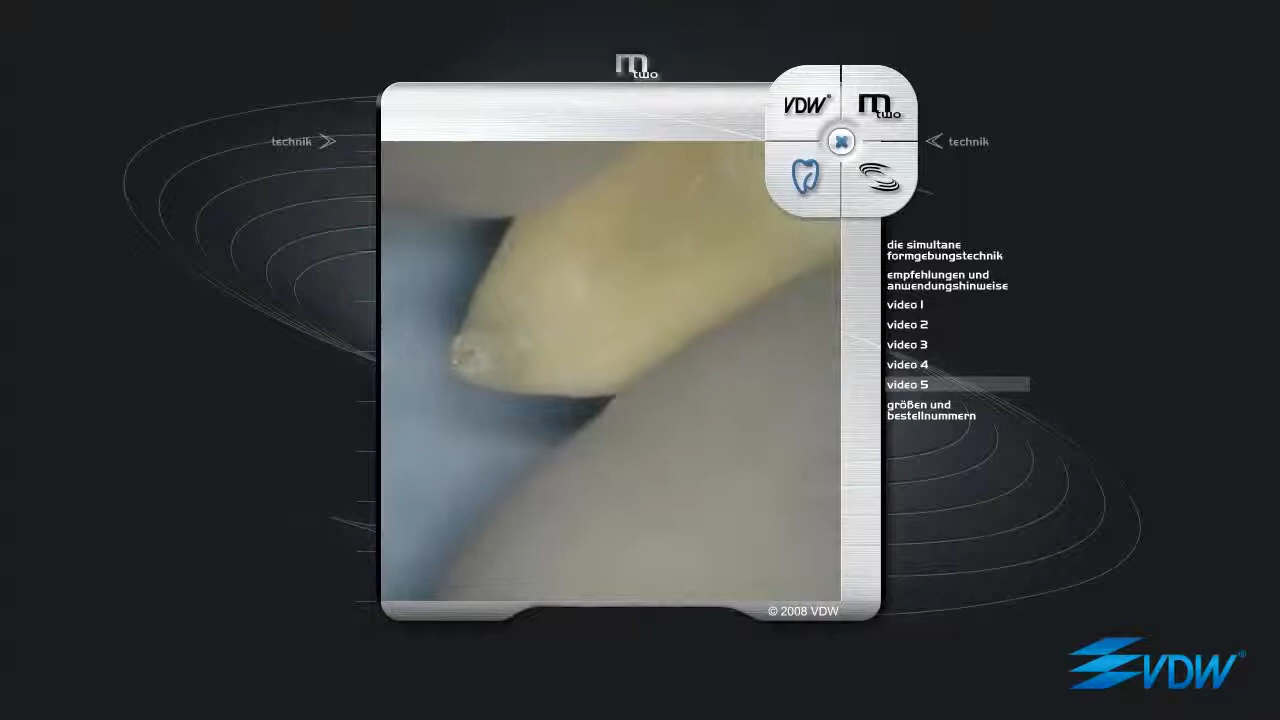 m
two
VDW®
m
two
technik
technik
die simultane
formgebungstechnik
empfehlungen und
anwendungshinweise
video 1
video 2
video 3
video 4
video 5
größen und
bestellnummern
© 2008 VDW
VDW®